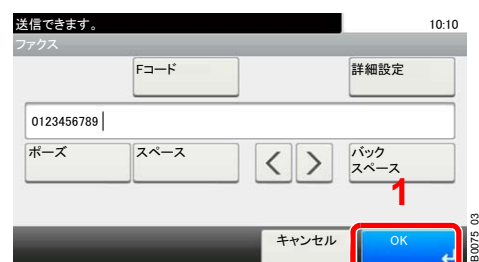 送信できます。 10:10
ファクス
Fコード 詳細設定
0123456789
ポーズ スペース < > バック
スペース
1
キャンセル OK
B0075 03